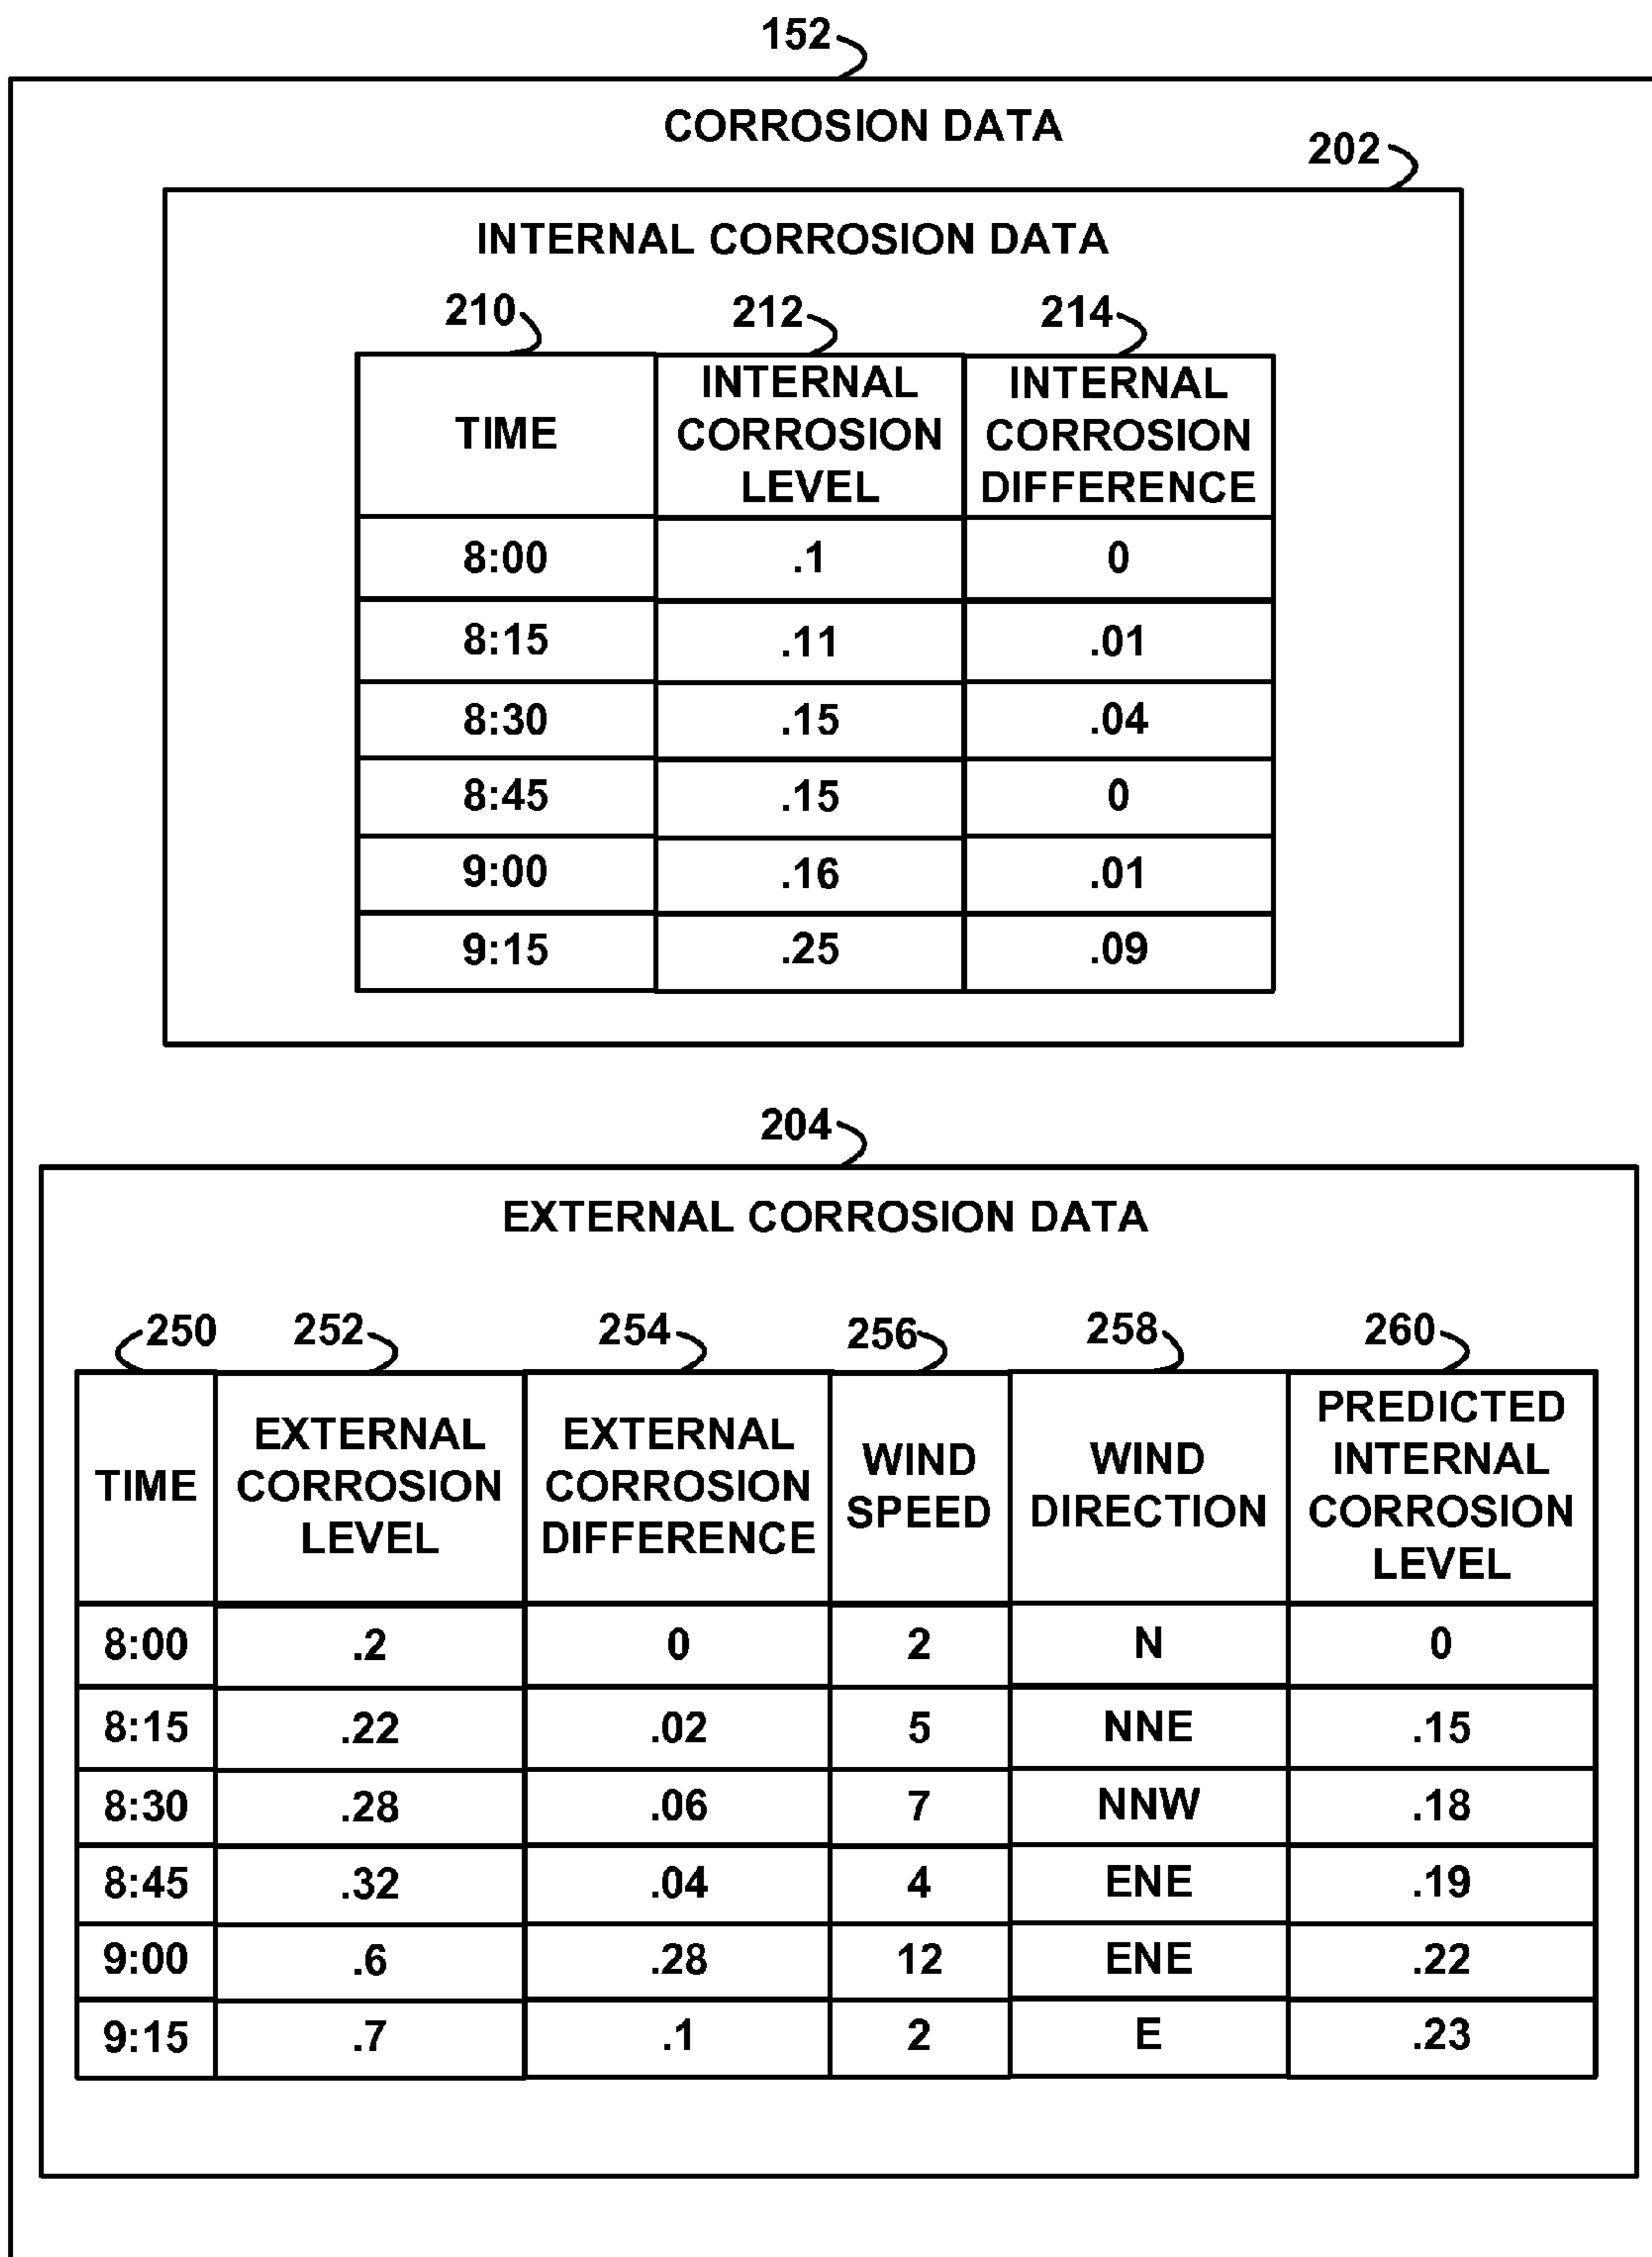 152
CORROSION DATA
202
INTERNAL CORROSION DATA
210 212 214
TIME
INTERNAL CORROSION LEVEL
INTERNAL CORROSION DIFFERENCE
8:00 .1 0
8:15 .11 .01
8:30 .15 .04
8:45 .15 0
9:00 .16 .01
9:15 .25 .09
204
EXTERNAL CORROSION DATA
250 252 254 256 258 260
TIME
EXTERNAL CORROSION LEVEL
EXTERNAL CORROSION DIFFERENCE
WIND SPEED
WIND DIRECTION
PREDICTED INTERNAL CORROSION LEVEL
8:00 .2 0 2 N 0
8:15 .22 .02 5 NNE .15
8:30 .28 .06 7 NNW .18
8:45 .32 .04 4 ENE .19
9:00 .6 .28 12 ENE .22
9:15 .7 .1 2 E .23